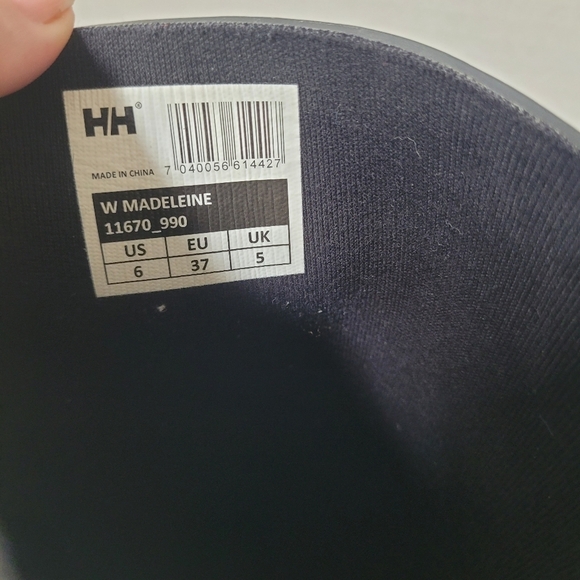 HH®
7 040056 614427
MADE IN CHINA
W MADELEINE
11670_990
US EU UK
6 37 5